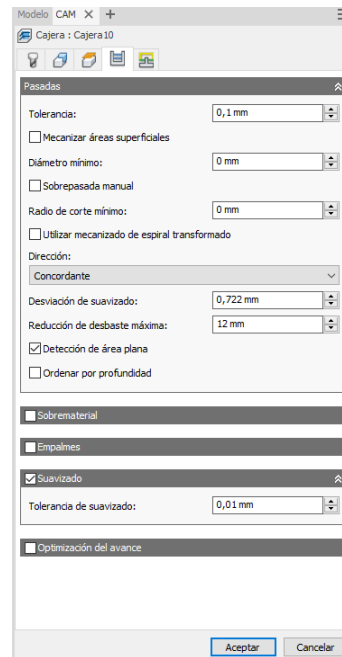 Modelo CAM
Cajera : Cajera10
Pasadas
Tolerancia: 0,1 mm
Mecanizar áreas superficiales
Diámetro mínimo: 0 mm
Sobrepasada manual
Radio de corte mínimo: 0 mm
Utilizar mecanizado de espiral transformado
Dirección:
Concordante
Desviación de suavizado: 0,722 mm
Reducción de desbaste máxima: 12 mm
Detección de área plana
Ordenar por profundidad
Sobrematerial
Empalmes
Suavizado
Tolerancia de suavizado: 0,01 mm
Optimización del avance
Aceptar Cancelar